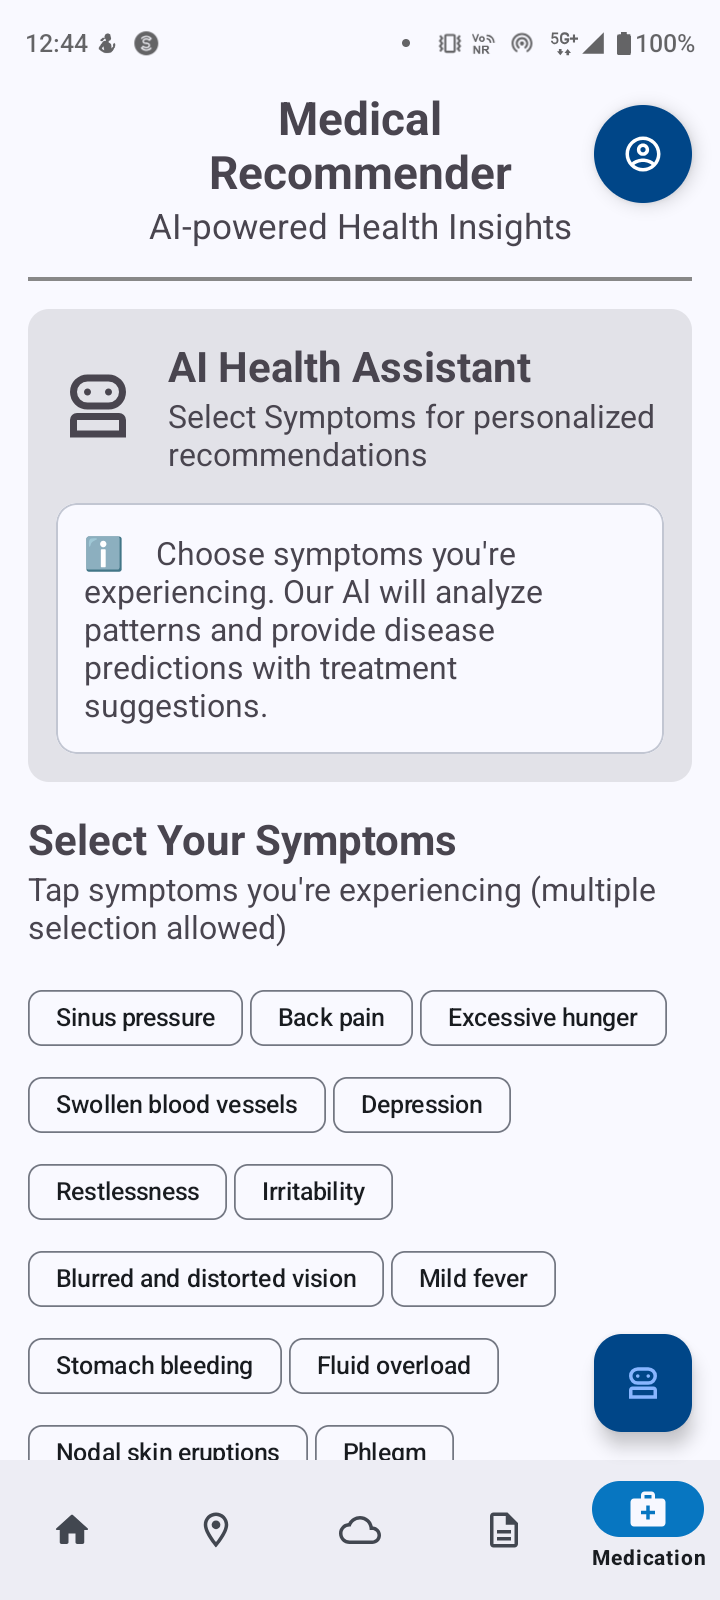 12:44
Vo
NR
5G+
100%
Medical
Recommender
AI-powered Health Insights
AI Health Assistant
Select Symptoms for personalized
recommendations
ℹ️ Choose symptoms you're
experiencing. Our AI will analyze
patterns and provide disease
predictions with treatment
suggestions.
Select Your Symptoms
Tap symptoms you're experiencing (multiple
selection allowed)
Sinus pressure Back pain Excessive hunger
Swollen blood vessels Depression
Restlessness Irritability
Blurred and distorted vision Mild fever
Stomach bleeding Fluid overload
Nodal skin eruptions Phlegm
Medication